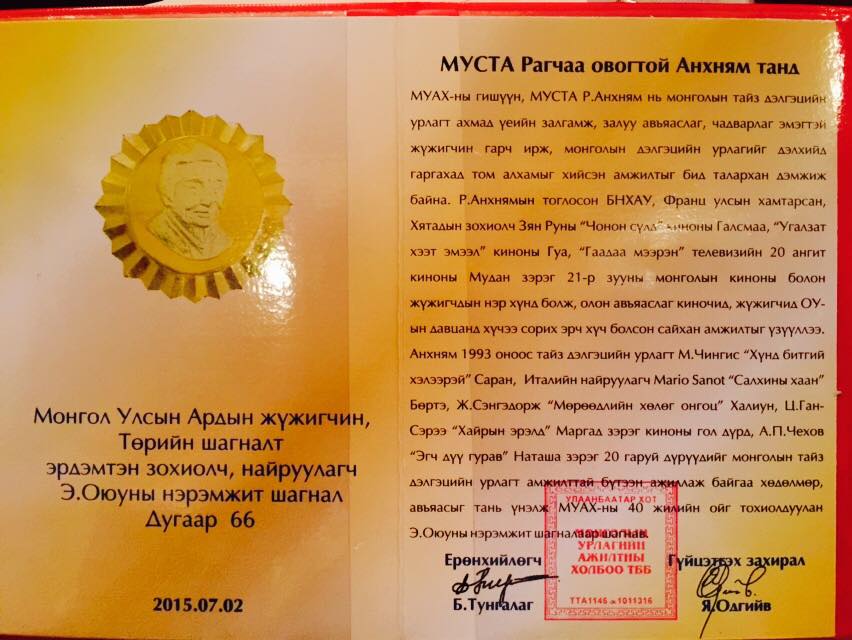 Монгол Улсын Ардын жүжигчин,
Төрийн шагналт
эрдэмтэн зохиолч, найруулагч
Э.Оюуны нэрэмжит шагнал
Дугаар 66
2015.07.02
МУСТА Рагчаа овогтой Анхням танд
МУАХ-ны гишүүн, МУСТА Р.Анхням нь монголын тайз дэлгэцийн
урлагт ахмад үеийн залгамж, залуу авъяаслаг, чадварлаг эмэгтэй
жүжигчин гарч ирж, монголын дэлгэцийн урлагийг дэлхийд
гаргахад том алхамыг хийсэн амжилтыг бид талархан дэмжиж
байна. Р.Анхнямын тоглосон БНХАУ, Франц улсын хамтарсан,
Хятадын зохиолч Зян Руны "Чонон сүлд" киноны Галсмаа, "Угалзат
хээт эмээл" киноны Гуа, "Гаадаа мээрэн" телевизийн 20 ангит
киноны Мудан зэрэг 21-р зууны монголын киноны болон
жүжигчдын нэр хүнд болж, олон авъяаслаг киночид, жүжигчид ОУ-
ын давцанд хүчээ сорих эрч хүч болсон сайхан амжилтыг үзүүллээ.
Анхням 1993 оноос тайз дэлгэцийн урлагт М.Чингис "Хүнд битгий
хэлээрэй" Саран, Италийн найруулагч Mario Sanot "Салхины хаан"
Бөртэ, Ж.Сэнгэдорж "Мөрөөдлийн хөлөг онгоц" Халиун, Ц.Ган-
Сэрээ "Хайрын эрэлд" Маргад зэрэг киноны гол дүрд, А.П.Чехов
"Эгч дүү гурав" Наташа зэрэг 20 гаруй дүрүүдийг монголын тайз
дэлгэцийн урлагт амжилттай бүтээн ажиллаж байгаа хөдөлмөр,
авъяасыг тань үнэлж МУАХ-ны 40 жилийн ойг тохиолдуулан
Э.Оюуны нэрэмжит шагналаар шагнав.
УЛААНБААТАР ХОТ
МОНГОЛЫН
УРЛАГИЙН
АЖИЛТНЫ
ХОЛБОО ТББ
ТТА1146 1011316
Ерөнхийлөгч
Б.Тунгалаг
Гүйцэтгэх захирал
Я.Одгийв